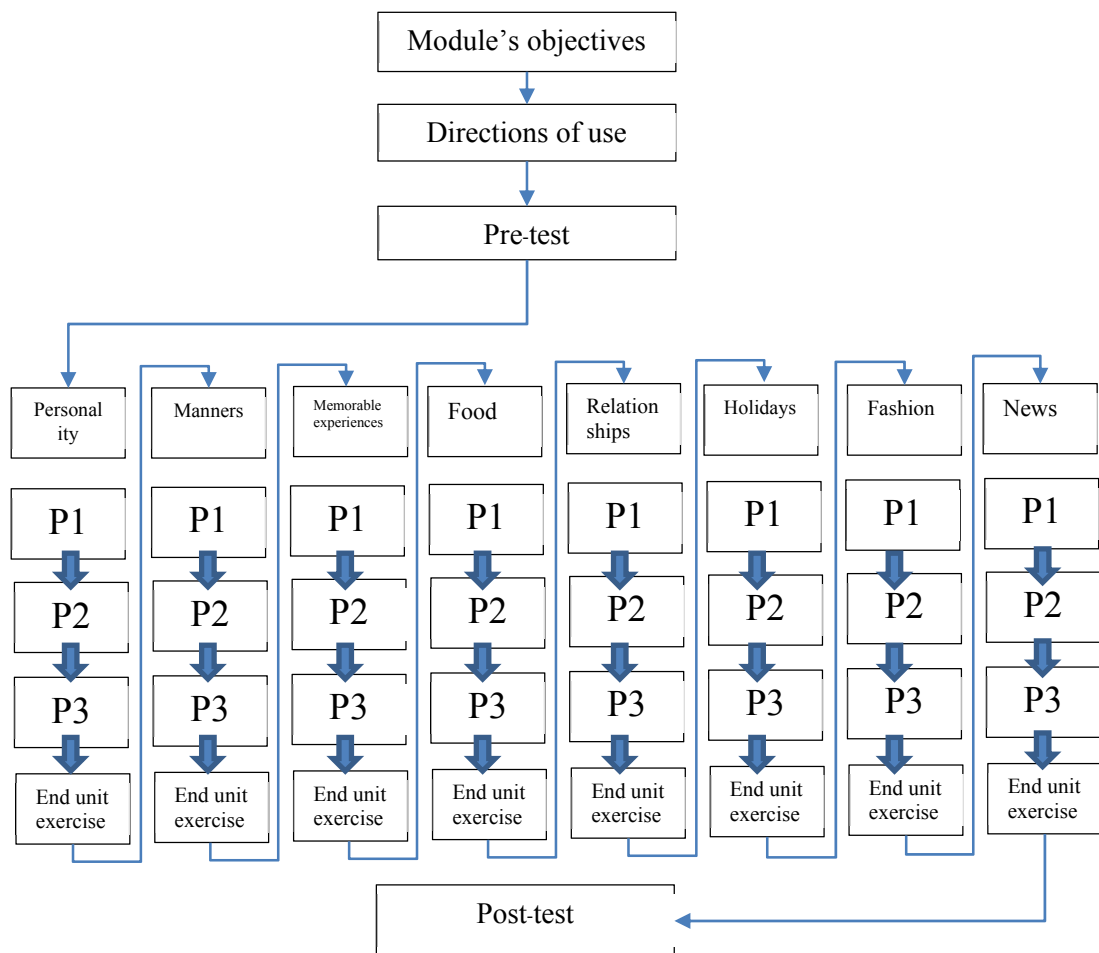 Module’s objectives
Directions of use
Pre-test
Personal
ity
Manners
Memorable
experiences
Food
Relation
ships
Holidays
Fashion
News
P1
P1
P1
P1
P1
P1
P1
P1
P2
P2
P2
P2
P2
P2
P2
P2
P3
P3
P3
P3
P3
P3
P3
P3
End unit
exercise
End unit
exercise
End unit
exercise
End unit
exercise
End unit
exercise
End unit
exercise
End unit
exercise
End unit
exercise
Post-test